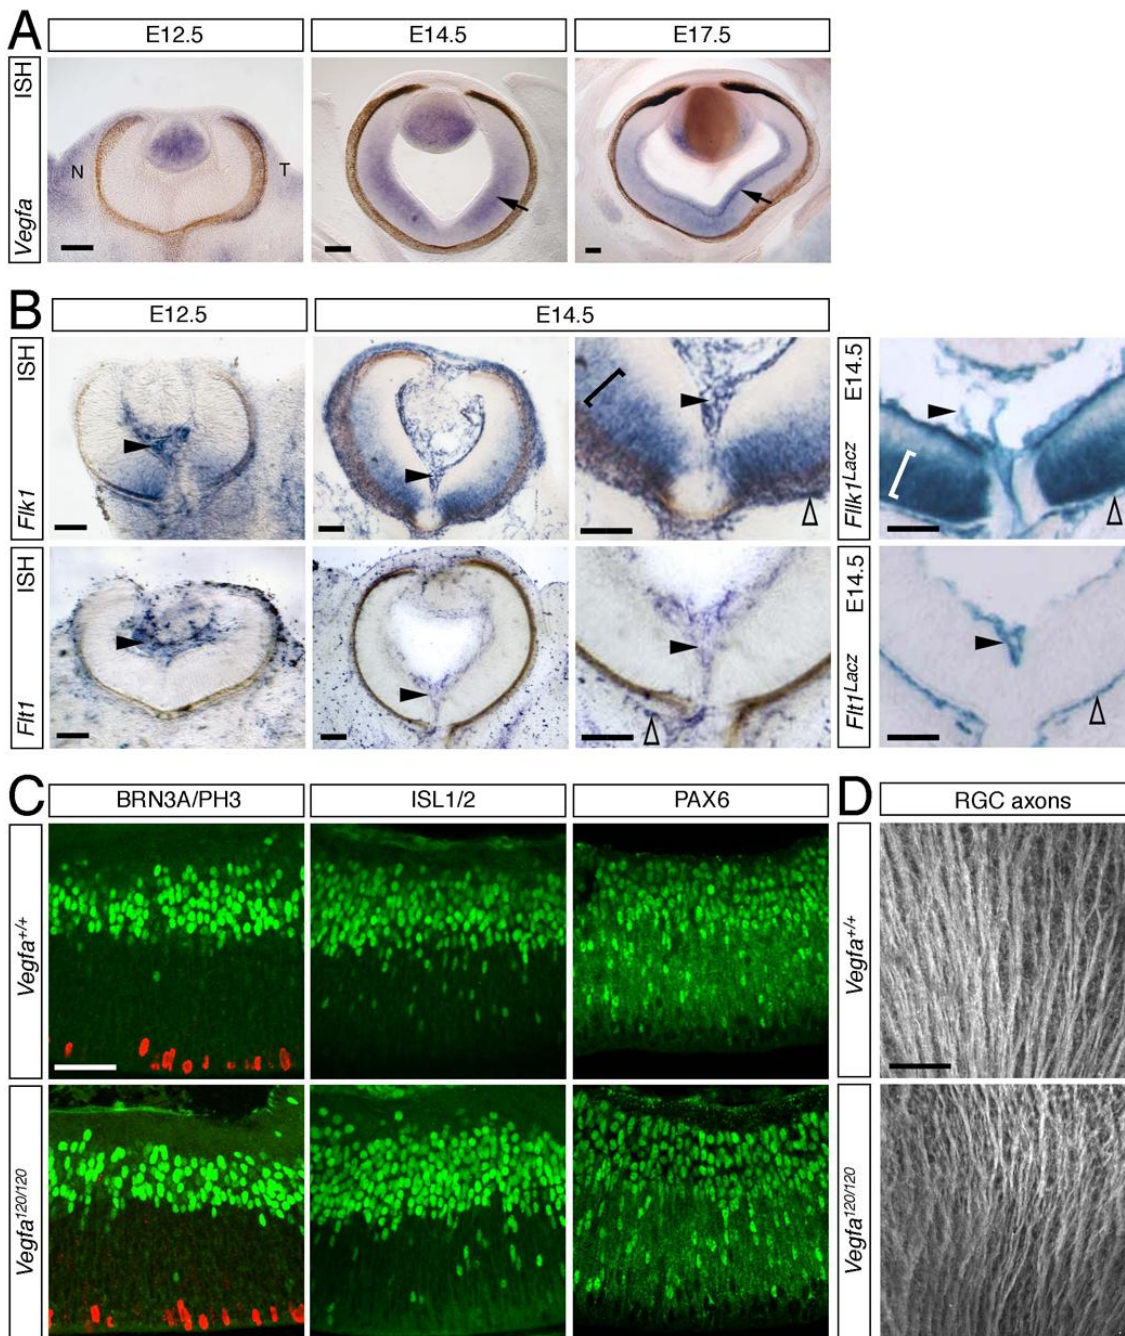 A
E12.5
E14.5
E17.5
Vegfa ISH
N
T
B
E12.5
E14.5
Flk1 ISH
Fllk1Lacz E14.5
Flt1 ISH
Flt1Lacz E14.5
C
BRN3A/PH3
ISL1/2
PAX6
D
RGC axons
Vegfa+/+
Vegfa+/+
Vegfa120/120
Vegfa120/120